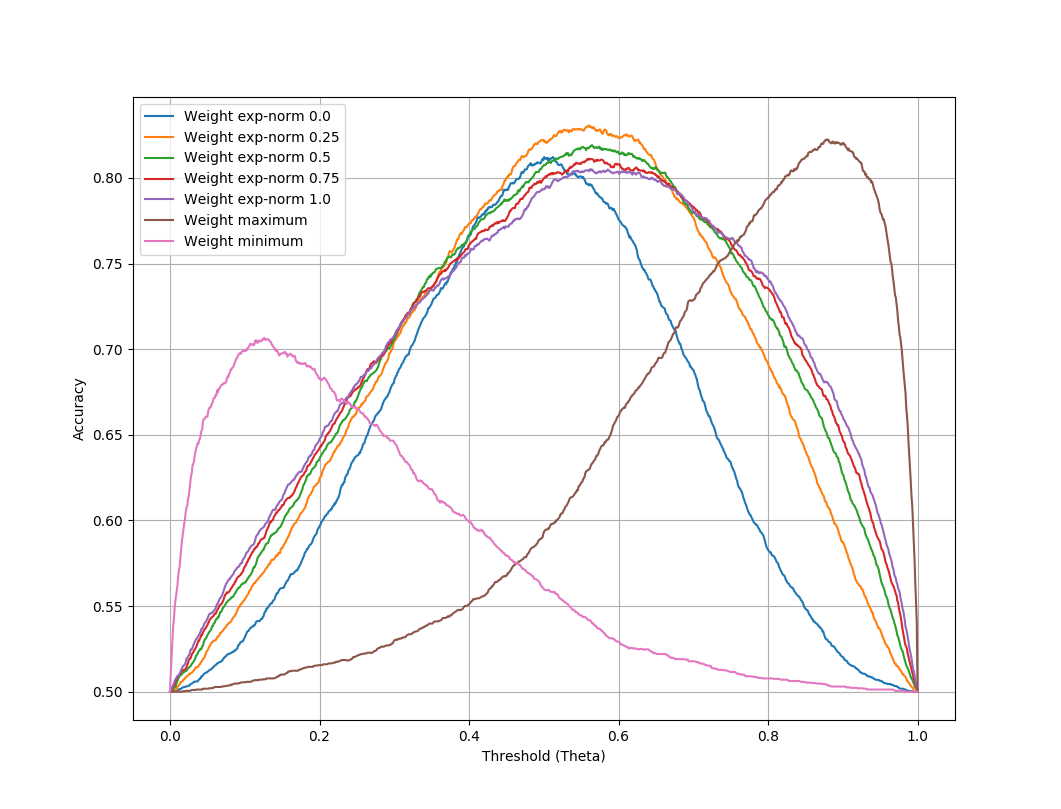 Weight exp-norm 0.0
Weight exp-norm 0.25
Weight exp-norm 0.5
Weight exp-norm 0.75
Weight exp-norm 1.0
Weight maximum
Weight minimum
0.80
0.75
0.70
0.65
0.60
0.55
0.50
Accuracy
0.0 0.2 0.4 0.6 0.8 1.0
Threshold (Theta)